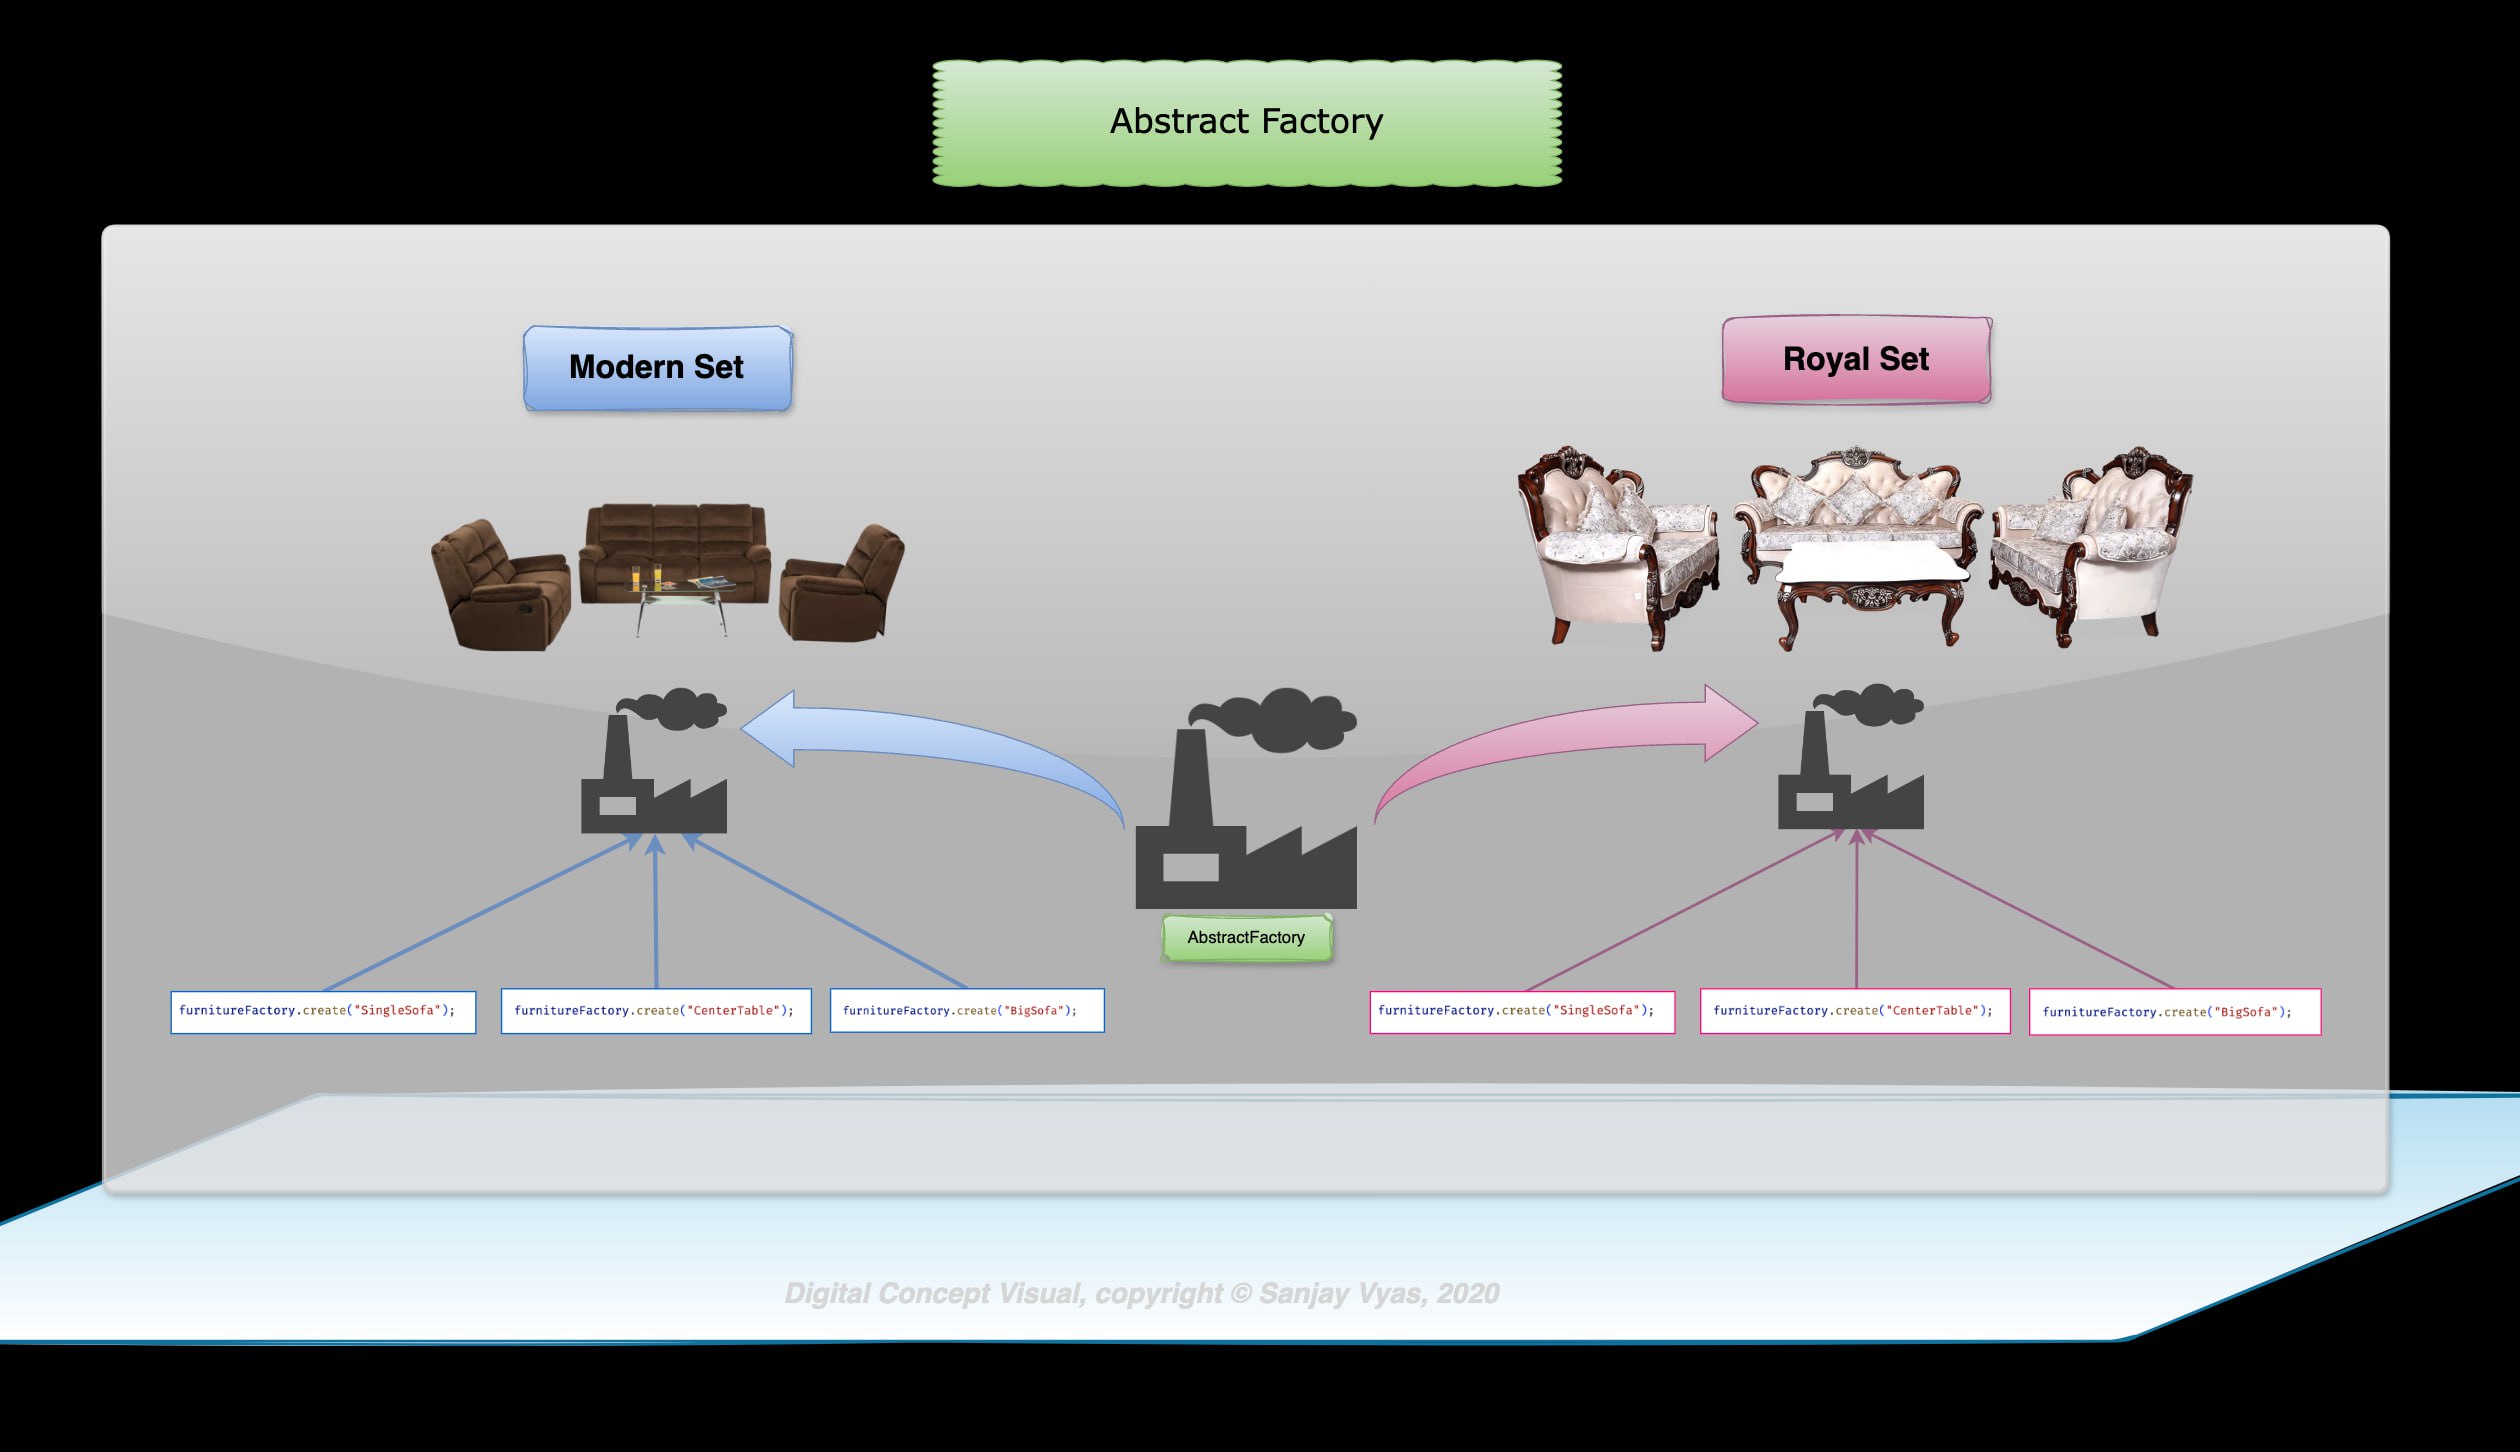 Abstract Factory
Modern Set
Royal Set
AbstractFactory
furnitureFactory.create("SingleSofa");
furnitureFactory.create("CenterTable");
furnitureFactory.create("BigSofa");
furnitureFactory.create("SingleSofa");
furnitureFactory.create("CenterTable");
furnitureFactory.create("BigSofa");
Digital Concept Visual, copyright © Sanjay Vyas, 2020